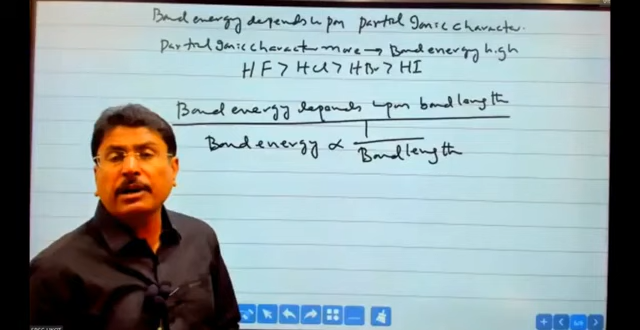 Bond energy depends upon partial Ionic character.
Partial Ionic character more → Bond energy high
HF > HCl > HBr > HI
Bond energy depends upon bond length
Bond energy ∝ 1
Bond length